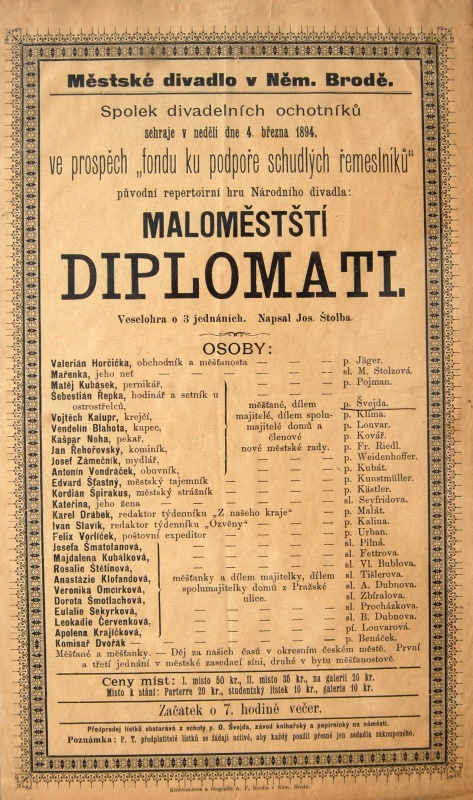 Městské divadlo v Něm. Brodě.
Spolek divadelních ochotníků
sehraje v neděli dne 4. března 1894.
ve prospěch „fondu ku podpoře schudlých řemeslníků“
původní repertoirní hru Národního divadla:
MALOMĚSTŠTÍ
DIPLOMATI.
Veselohra o 3 jednáních. Napsal Jos. Štolba.
OSOBY:
Valerián Horčička, obchodník a měšťanosta — — — p. Jäger.
Mařenka, jeho neť — — — — — sl. M. Stolzová.
Matěj Kubásek, perníkář, p. Pojman.
Šebestián Řepka, hodinář a setník u
ostrostřelců, měšťané, dílem p. Švejda.
Vojtěch Kalupr, krejčí, majitelé, dílem spolu- p. Klíma.
Vendelín Blahota, kupec, majitelé domů a p. Louvar.
Kašpar Noha, pekař, členové p. Kovář.
Jan Řehořovský, kominík, nové městské rady. p. Fr. Riedl.
Josef Zámečník, mydlář, p. Weidenhoffer.
Antonín Vondráček, obuvník, p. Kubát.
Edvard Šťastný, městský tajemník — — — — p. Kunstmüller.
Kordián Špirakus, městský strážník — — — — p. Kästler.
Kateřina, jeho žena — — — — — sl. Seyfridova.
Karel Drábek, redaktor týdenníku „Z našeho kraje“ — — p. Malát.
Ivan Slavík, redaktor týdenníku „Ozvěny“ — — — p. Kalina.
Felix Vorlíček, poštovní expeditor — — — — p. Urban.
Josefa Šmatolanová, — — — — sl. Pilná.
Majdalena Kubálková, — — — — sl. Fettrova.
Rosalie Štětinová, — — — — sl. Vl. Bublova.
Anastázie Klofandová, měšťanky a dílem majitelky, dílem sl. Tišlerova.
Veronika Omcirková, spolumajitelky domů z Pražské sl. A. Dubnova.
Dorota Smotlachová, ulice. sl. Zbíralova.
Eulalie Sekyrkova, — — — — sl. Procházkova.
Leokadie Červenková, — — — — sl. B. Dubnova.
Apolena Krajíčková, — — — — pí. Louvarová.
Komisař Dvořák — — — — — p. Benáček.
Měšťané a měšťanky. — Děj za našich časů v okresním českém městě. První
a třetí jednání v městské zasedací síni, druhé v bytu měšťanostově.
Ceny míst: I. místo 50 kr., II. místo 35 kr., na galerii 20 kr.
Místo k stání: Parterre 20 kr., studentský lístek 10 kr., galerie 10 kr.
Začátek o 7. hodině večer.
Předprodej lístků obstarává z ochoty p. O. Švejda, závod knihařský a papírnický na náměstí.
Poznámka: P. T. předplatitelé lístků se žádají uctivě, aby každý použil přesně jen sedadla zakoupeného.